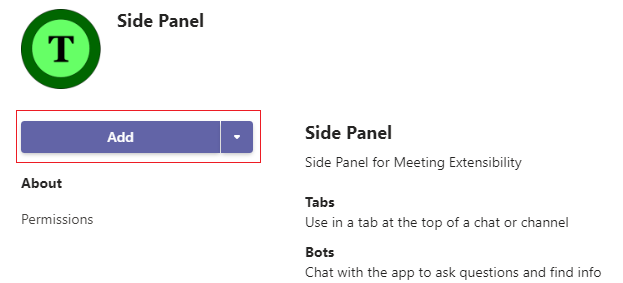 T
Side Panel
Add
About
Permissions
Side Panel
Side Panel for Meeting Extensibility
Tabs
Use in a tab at the top of a chat or channel
Bots
Chat with the app to ask questions and find info